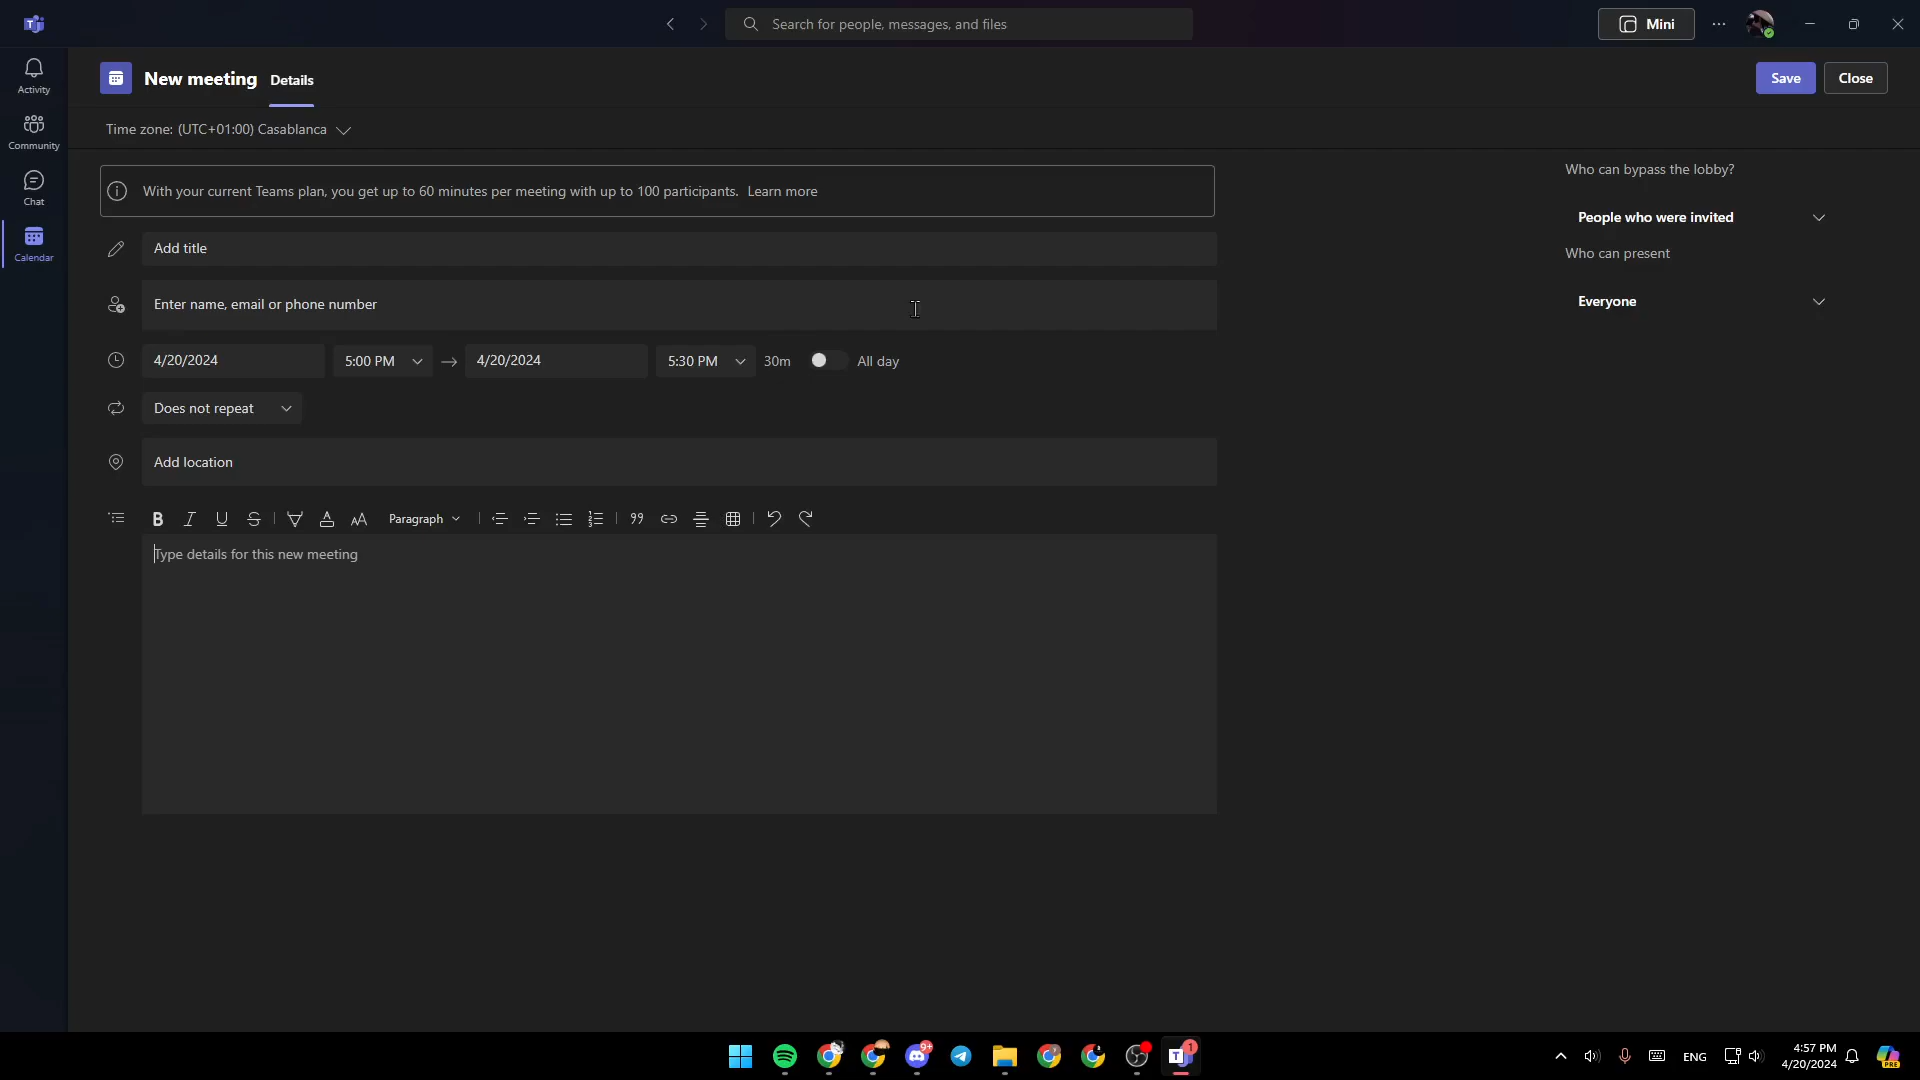 Search for people, messages, and files
Mini
Activity
Community
Chat
Calendar
New meeting
Details
Save
Close
Time zone: (UTC+01:00) Casablanca
With your current Teams plan, you get up to 60 minutes per meeting with up to 100 participants. Learn more
Add title
Enter name, email or phone number
4/20/2024
5:00 PM
4/20/2024
5:30 PM
30m
All day
Does not repeat
Add location
Paragraph
Type details for this new meeting
Who can bypass the lobby?
People who were invited
Who can present
Everyone
9+
1
ENG
4:57 PM
4/20/2024
PRE